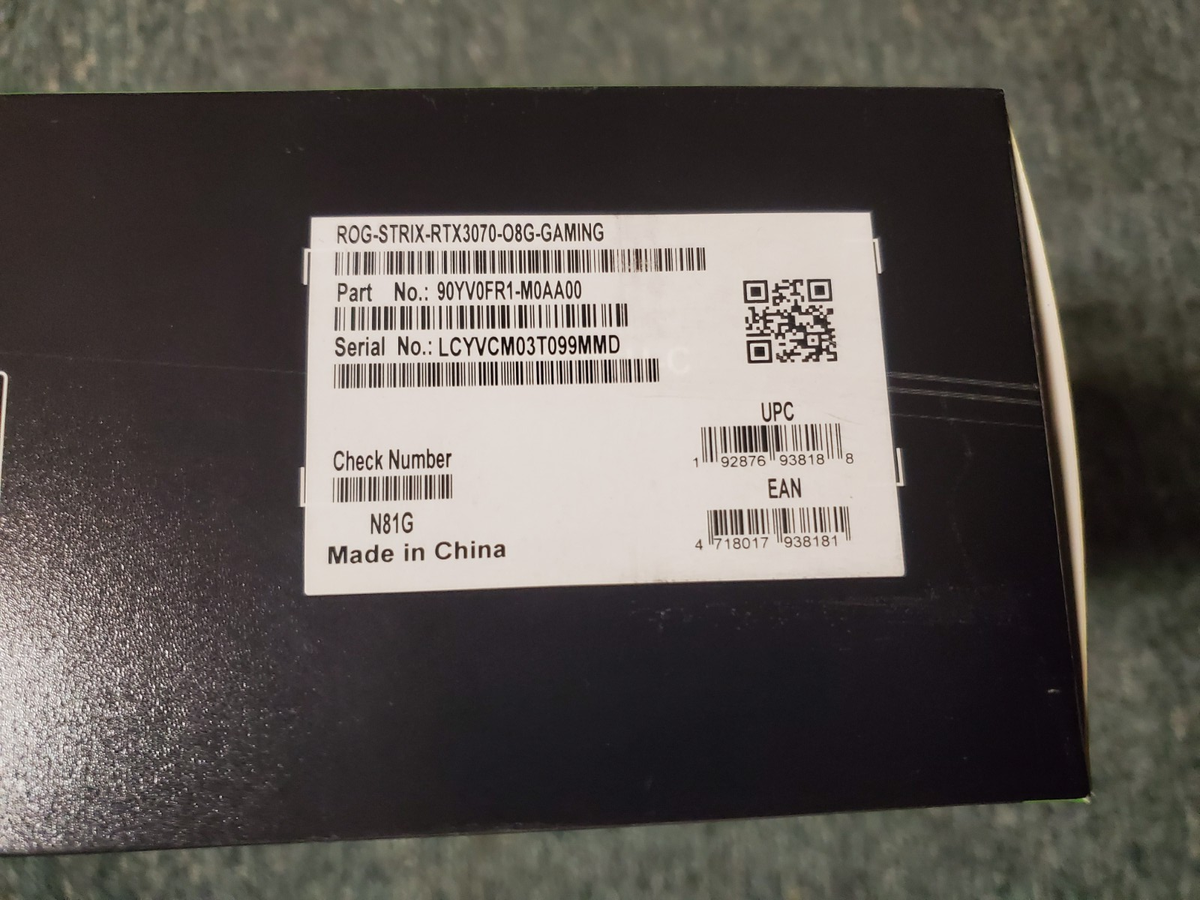 ROG-STRIX-RTX3070-O8G-GAMING
Part No.: 90YV0FR1-M0AA00
Serial No.: LCYVCM03T099MMD
C
UPC
1 92876 93818 8
Check Number
EAN
N81G
4 718017 938181
Made in China